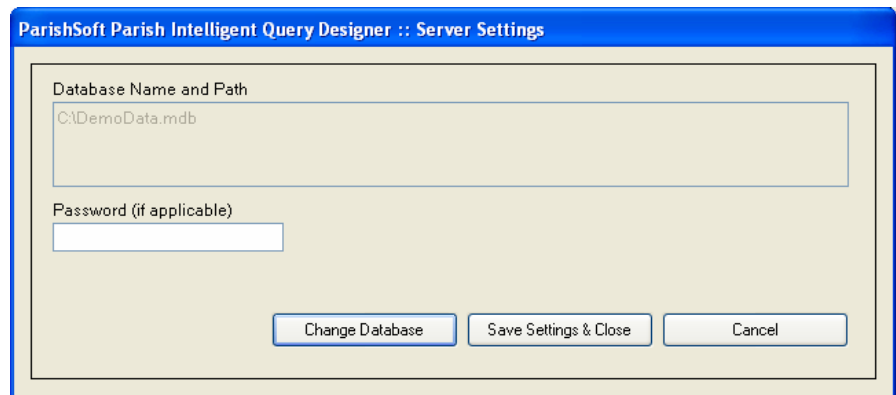 ParishSoft Parish Intelligent Query Designer :: Server Settings
Database Name and Path
C:\DemoData.mdb
Password (if applicable)
Change Database Save Settings & Close Cancel